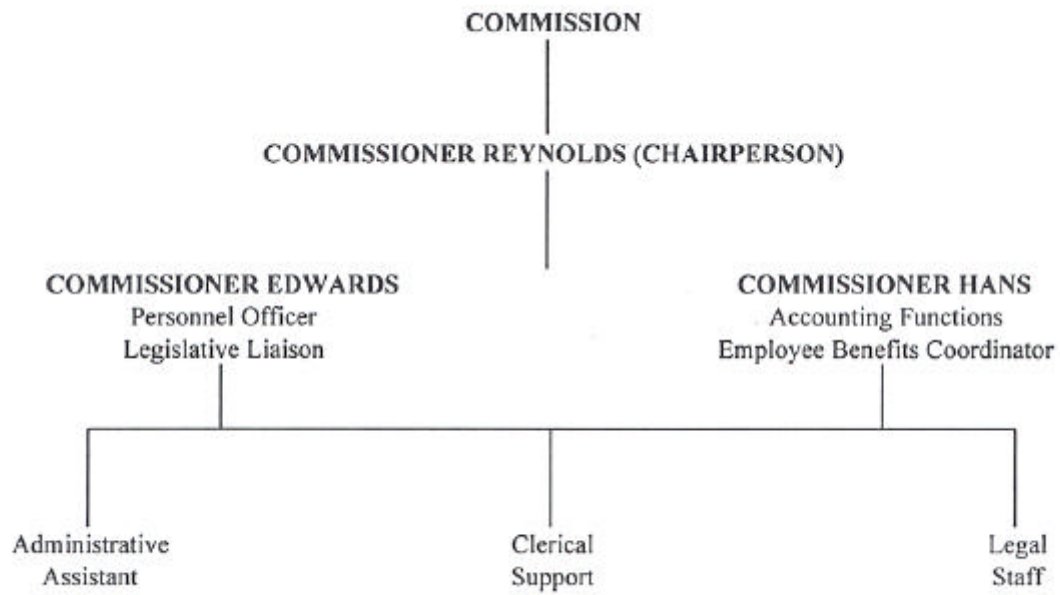 COMMISSION
COMMISSIONER REYNOLDS (CHAIRPERSON)
COMMISSIONER EDWARDS
Personnel Officer
Legislative Liaison
COMMISSIONER HANS
Accounting Functions
Employee Benefits Coordinator
Administrative
Assistant
Clerical
Support
Legal
Staff